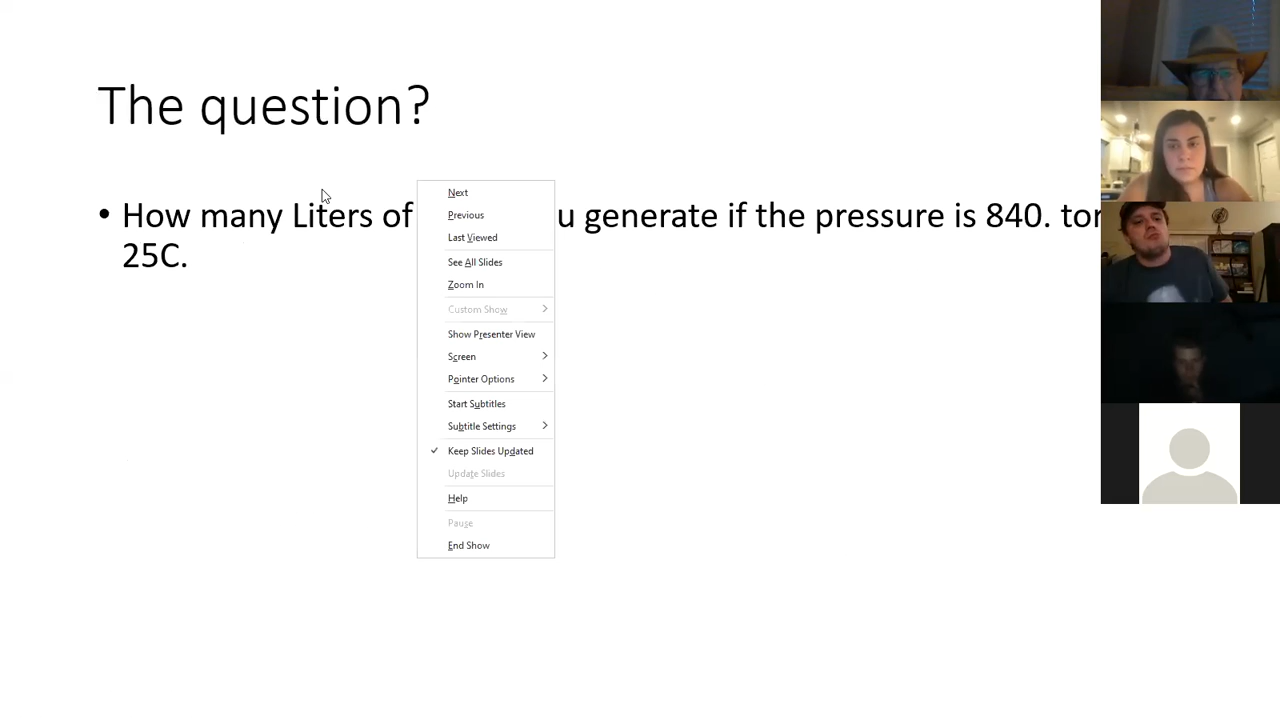 The question?
• How many Liters of u generate if the pressure is 840.
25C.
Next
Previous
Last Viewed
See All Slides
Zoom In
Custom Show
Show Presenter View
Screen
Pointer Options
Start Subtitles
Subtitle Settings
Keep Slides Updated
Update Slides
Help
Pause
End Show